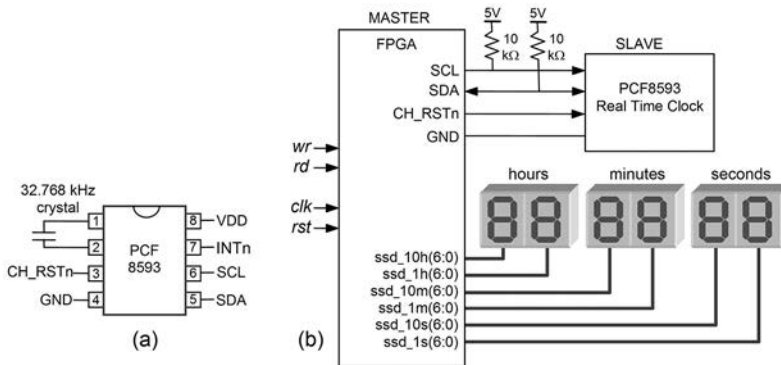 32.768 kHz
crystal
1
2
CH_RSTn
3
GND
4
PCF
8593
8
VDD
7
INTn
6
SCL
5
SDA
(a)
(b)
MASTER
FPGA
5V
5V
10
kΩ
10
kΩ
SLAVE
SCL
SDA
CH_RSTn
GND
PCF8593
Real Time Clock
wr
rd
clk
rst
hours
minutes
seconds
88
88
88
ssd_10h(6:0)
ssd_1h(6:0)
ssd_10m(6:0)
ssd_1m(6:0)
ssd_10s(6:0)
ssd_1s(6:0)